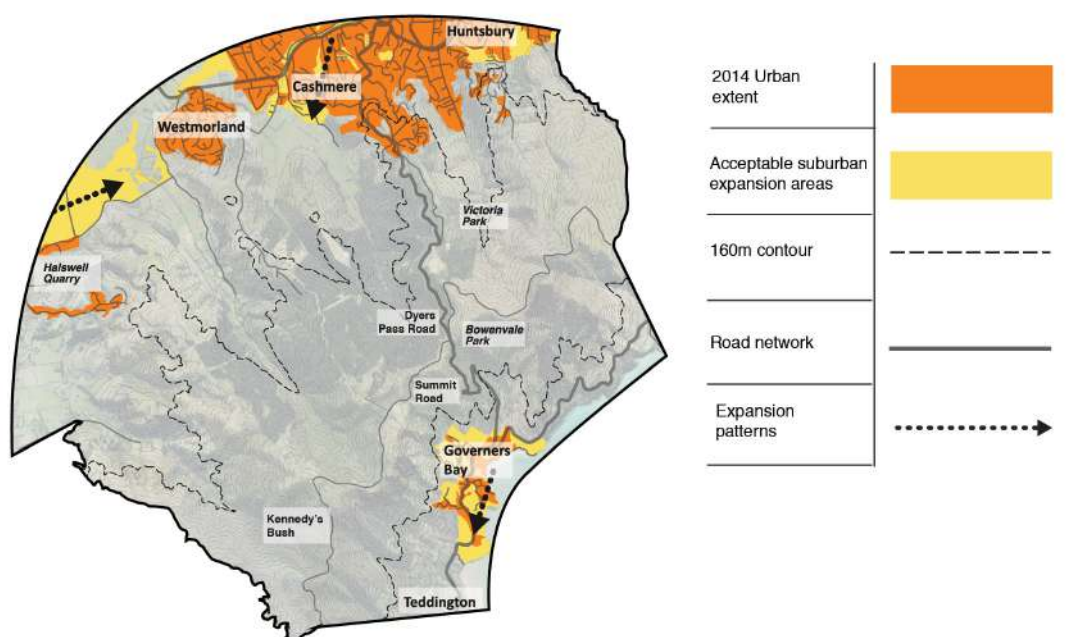 Huntsbury
Cashmere
Westmorland
Victoria
Park
Halswell
Quarry
Dyers
Pass Road
Bowenvale
Park
Summit
Road
Governers
Bay
Kennedy's
Bush
Teddington
2014 Urban
extent
Acceptable suburban
expansion areas
160m contour
Road network
Expansion
patterns